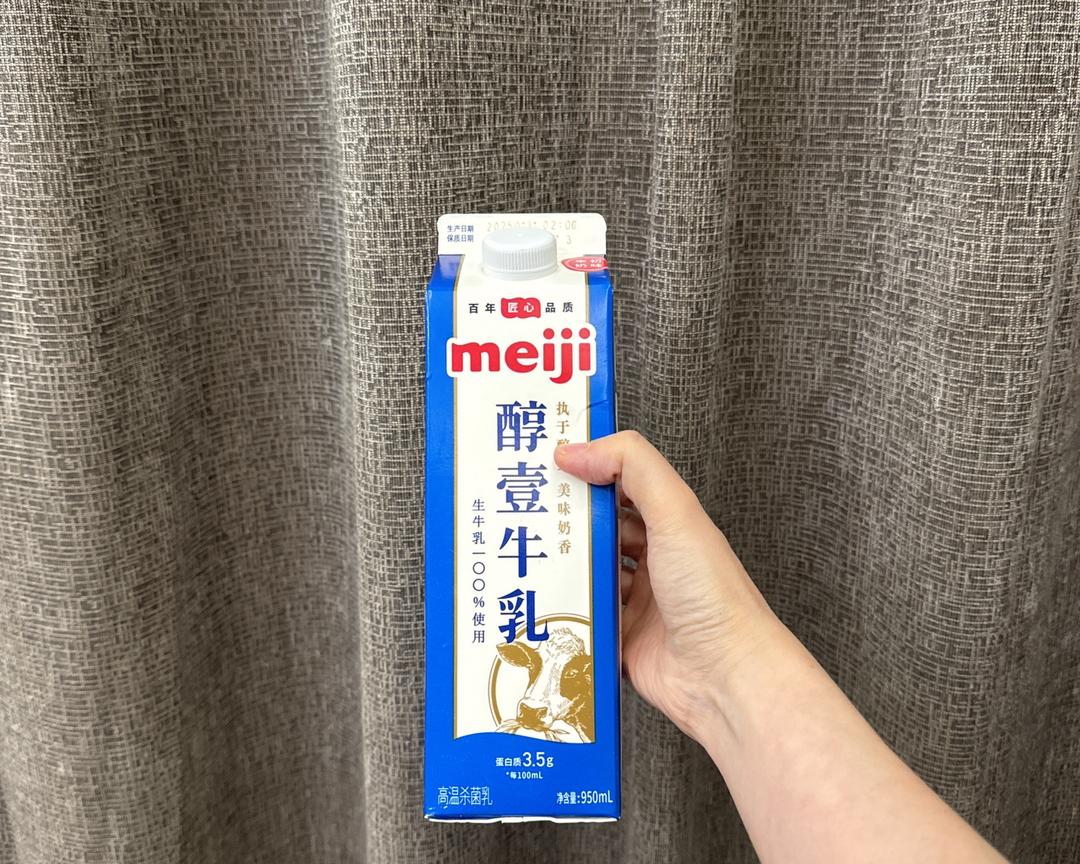 生产日期
保质日期
百年匠心品质
meiji
醇壹牛乳
执于醇 美味奶香
生牛乳一〇〇%使用
蛋白质3.5g
*每100mL
高温杀菌乳
净含量:950mL